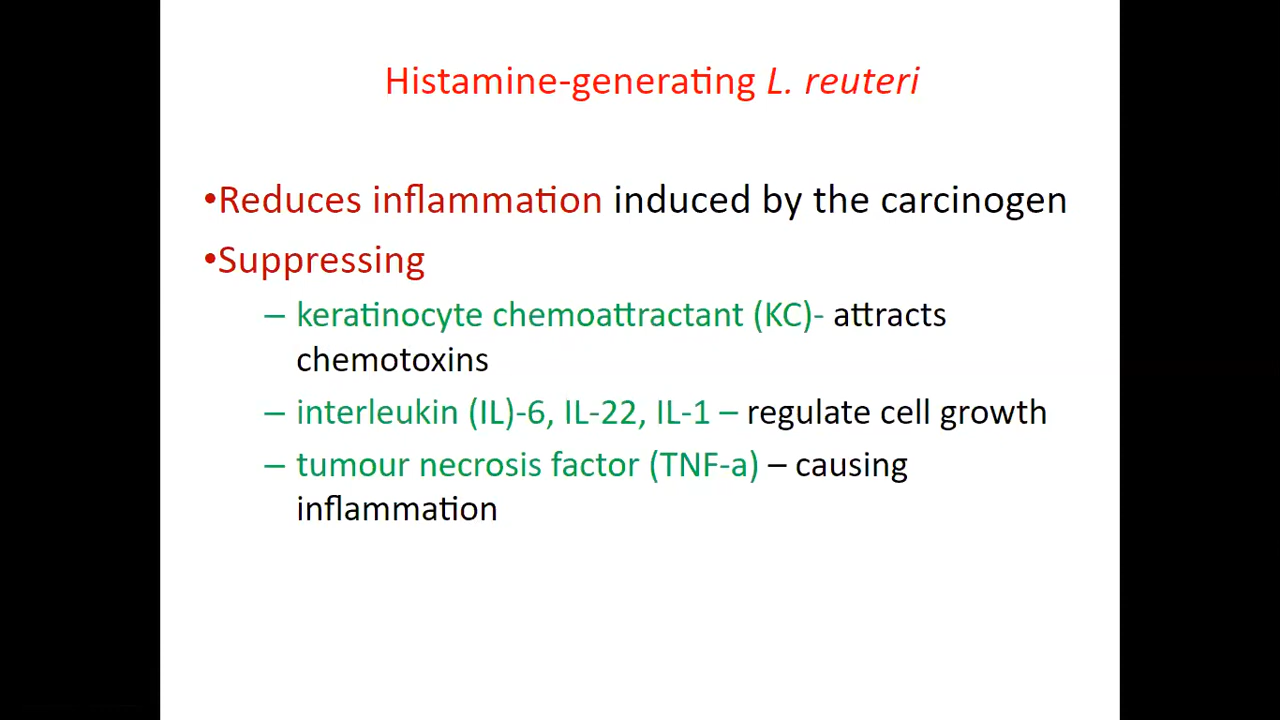 Histamine-generating L. reuteri
•Reduces inflammation induced by the carcinogen
•Suppressing
– keratinocyte chemoattractant (KC)- attracts
chemotoxins
– interleukin (IL)-6, IL-22, IL-1 – regulate cell growth
– tumour necrosis factor (TNF-a) – causing
inflammation